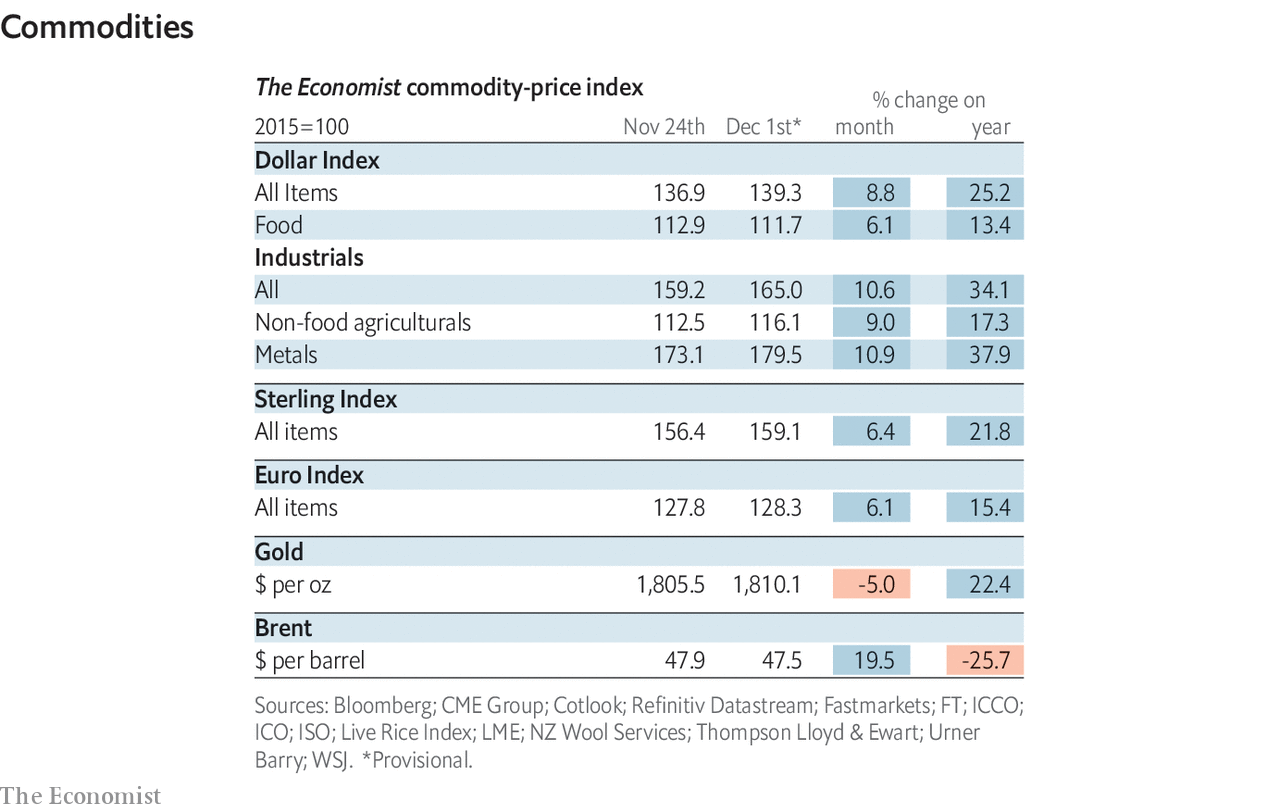 Commodities
The Economist commodity-price index
% change on
2015=100 Nov 24th Dec 1st* month year
Dollar Index
All Items 136.9 139.3 8.8 25.2
Food 112.9 111.7 6.1 13.4
Industrials
All 159.2 165.0 10.6 34.1
Non-food agriculturals 112.5 116.1 9.0 17.3
Metals 173.1 179.5 10.9 37.9
Sterling Index
All items 156.4 159.1 6.4 21.8
Euro Index
All items 127.8 128.3 6.1 15.4
Gold
$ per oz 1,805.5 1,810.1 -5.0 22.4
Brent
$ per barrel 47.9 47.5 19.5 -25.7
Sources: Bloomberg; CME Group; Cotlook; Refinitiv Datastream; Fastmarkets; FT; ICCO;
ICO; ISO; Live Rice Index; LME; NZ Wool Services; Thompson Lloyd & Ewart; Urner
Barry; WSJ. *Provisional.
The Economist